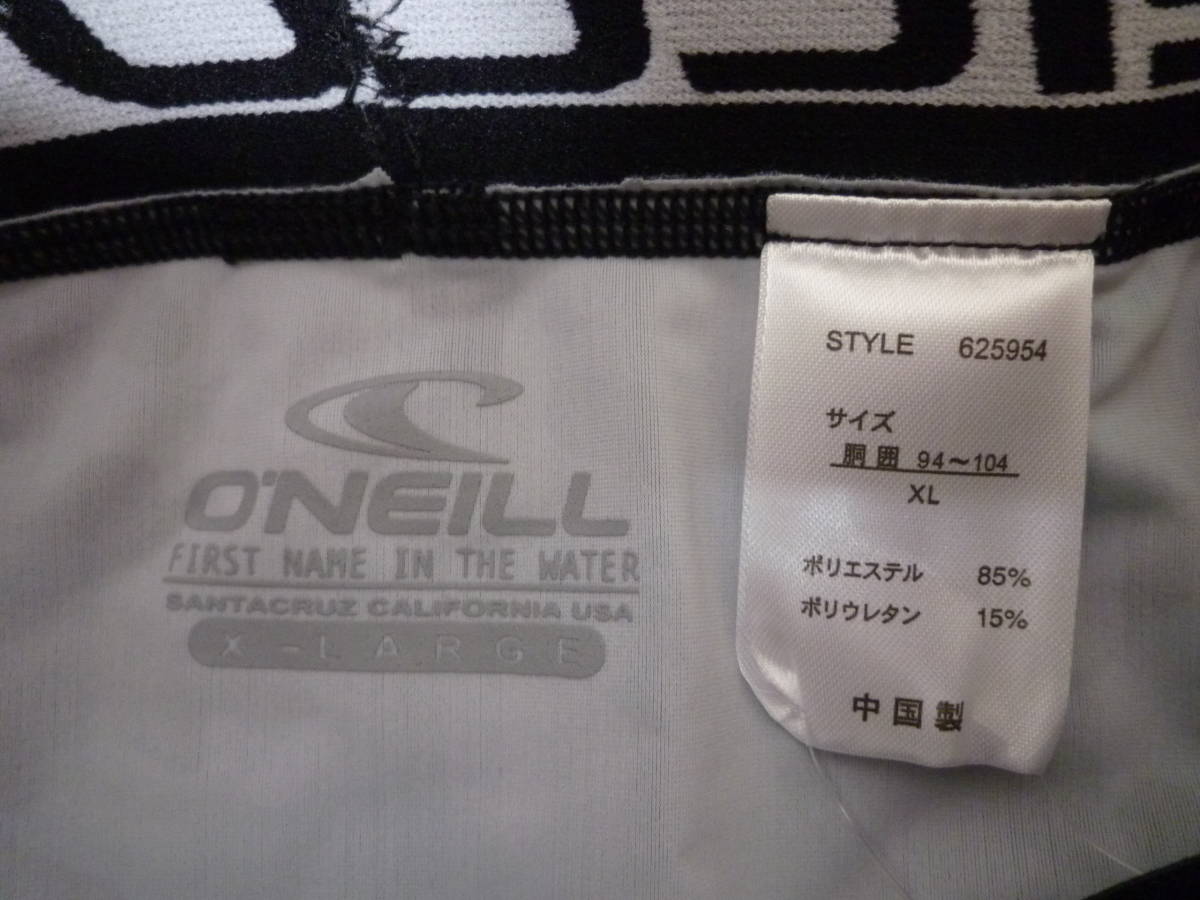 O'NEILL
FIRST NAME IN THE WATER
SANTACRUZ CALIFORNIA USA
X-LARGE
STYLE 625954
サイズ
胴囲 94〜104
XL
ポリエステル 85%
ポリウレタン 15%
中国製